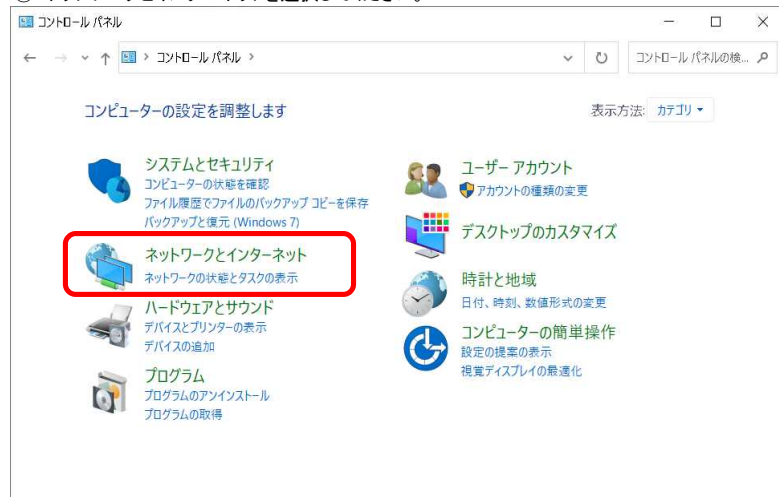 コントロール パネル
コントロール パネル
コントロール パネルの検...
コンピューターの設定を調整します
表示方法: カテゴリ
システムとセキュリティ
コンピューターの状態を確認
ファイル履歴でファイルのバックアップ コピーを保存
バックアップと復元 (Windows 7)
ネットワークとインターネット
ネットワークの状態とタスクの表示
ハードウェアとサウンド
デバイスとプリンターの表示
デバイスの追加
プログラム
プログラムのアンインストール
プログラムの取得
ユーザー アカウント
アカウントの種類の変更
デスクトップのカスタマイズ
時計と地域
日付、時刻、数値形式の変更
コンピューターの簡単操作
設定の提案の表示
視覚ディスプレイの最適化